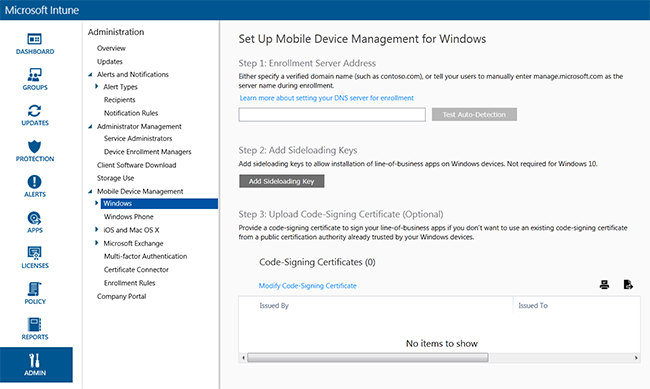 Microsoft Intune
DASHBOARD
GROUPS
UPDATES
PROTECTION
ALERTS
APPS
LICENSES
POLICY
REPORTS
ADMIN
Administration
Overview
Updates
Alerts and Notifications
Alert Types
Recipients
Notification Rules
Administrator Management
Service Administrators
Device Enrollment Managers
Client Software Download
Storage Use
Mobile Device Management
Windows
Windows Phone
iOS and Mac OS X
Microsoft Exchange
Multi-factor Authentication
Certificate Connector
Enrollment Rules
Company Portal
Set Up Mobile Device Management for Windows
Step 1: Enrollment Server Address
Either specify a verified domain name (such as contoso.com), or tell your users to manually enter manage.microsoft.com as the
server name during enrollment.
Learn more about setting your DNS server for enrollment
Test Auto-Detection
Step 2: Add Sideloading Keys
Add sideloading keys to allow installation of line-of-business apps on Windows devices. Not required for Windows 10.
Add Sideloading Key
Step 3: Upload Code-Signing Certificate (Optional)
Provide a code-signing certificate to sign your line-of-business apps if you don't want to use an existing code-signing certificate
from a public certification authority already trusted by your Windows devices.
Code-Signing Certificates (0)
Modify Code-Signing Certificate
Issued By
Issued To
No items to show